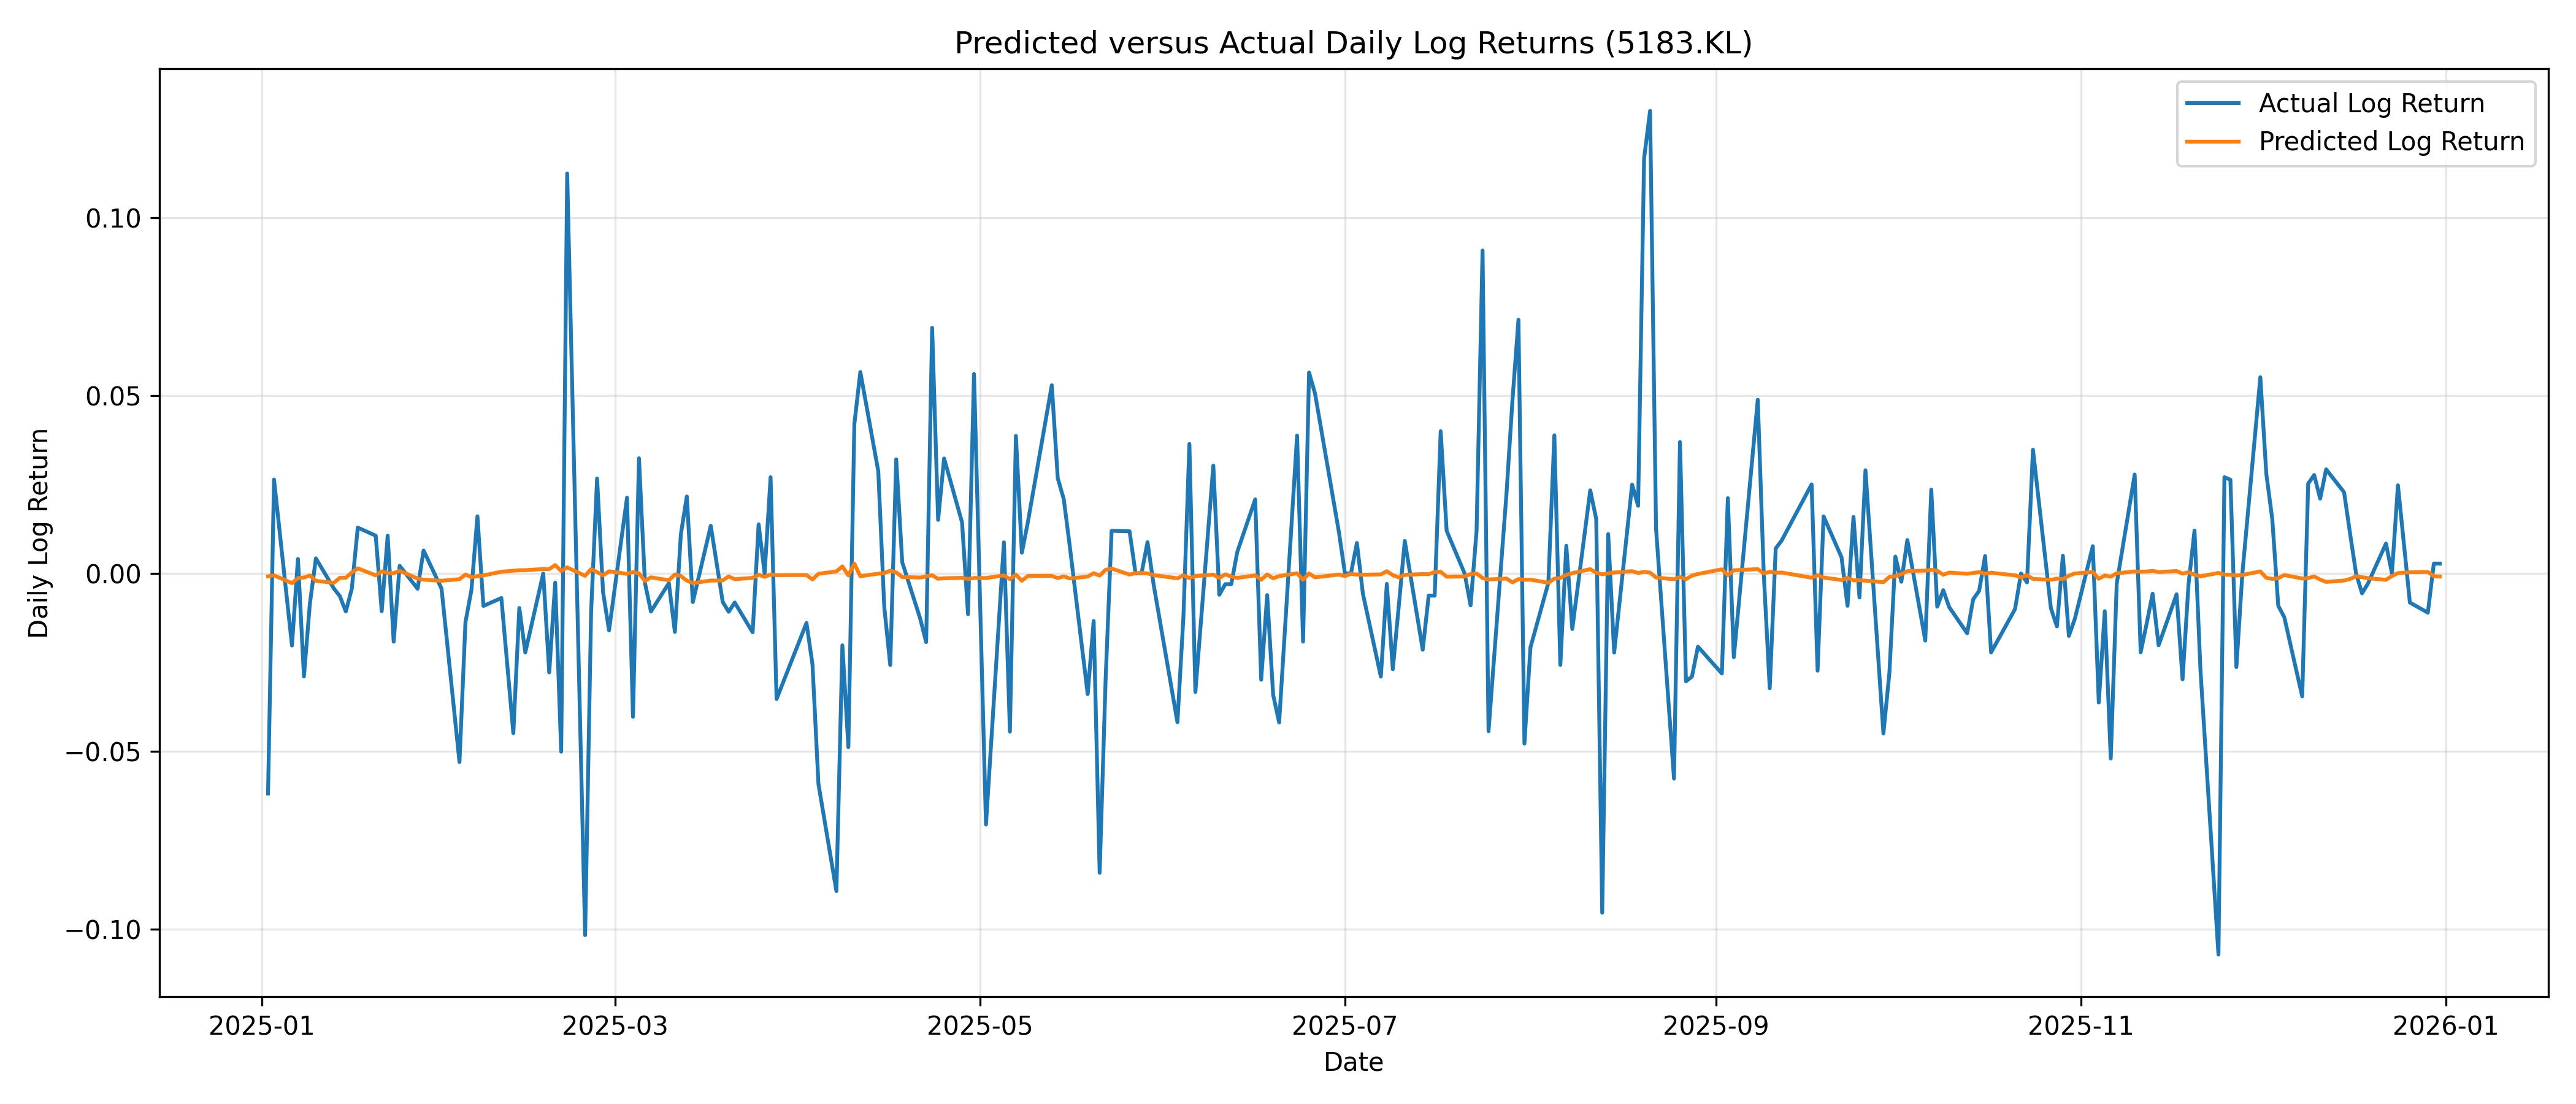 Predicted versus Actual Daily Log Returns (5183.KL)
Actual Log Return
Predicted Log Return
Daily Log Return
0.10
0.05
0.00
−0.05
−0.10
2025-01
2025-03
2025-05
2025-07
2025-09
2025-11
2026-01
Date